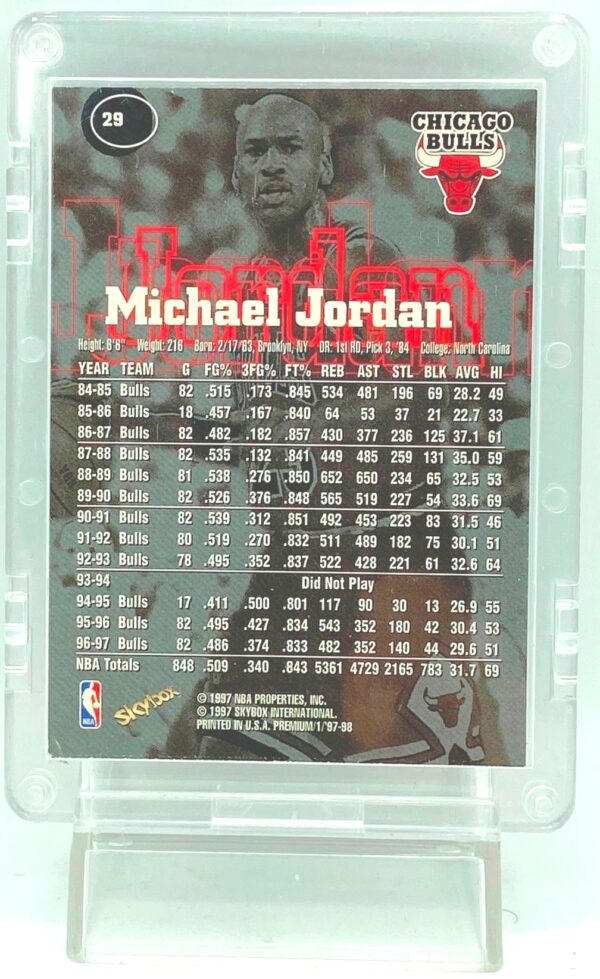 29
CHICAGO
BULLS
Jordan
Michael Jordan
Height: 6'6" Weight: 216 Born: 2/17/63, Brooklyn, NY DR: 1st RD, Pick 3, '84 College: North Carolina
YEAR TEAM G FG% 3FG% FT% REB AST STL BLK AVG HI
84-85 Bulls 82 .515 .173 .845 534 481 196 69 28.2 49
85-86 Bulls 18 .457 .167 .840 64 53 37 21 22.7 33
86-87 Bulls 82 .482 .182 .857 430 377 236 125 37.1 61
87-88 Bulls 82 .535 .132 .841 449 485 259 131 35.0 59
88-89 Bulls 81 .538 .276 .850 652 650 234 65 32.5 53
89-90 Bulls 82 .526 .376 .848 565 519 227 54 33.6 69
90-91 Bulls 82 .539 .312 .851 492 453 223 83 31.5 46
91-92 Bulls 80 .519 .270 .832 511 489 182 75 30.1 51
92-93 Bulls 78 .495 .352 .837 522 428 221 61 32.6 64
93-94 Did Not Play
94-95 Bulls 17 .411 .500 .801 117 90 30 13 26.9 55
95-96 Bulls 82 .495 .427 .834 543 352 180 42 30.4 53
96-97 Bulls 82 .486 .374 .833 482 352 140 44 29.6 51
NBA Totals 848 .509 .340 .843 5361 4729 2165 783 31.7 69
NBA
SkyBox
© 1997 NBA PROPERTIES, INC.
© 1997 SKYBOX INTERNATIONAL.
PRINTED IN U.S.A. PREMIUM/1/'97-98